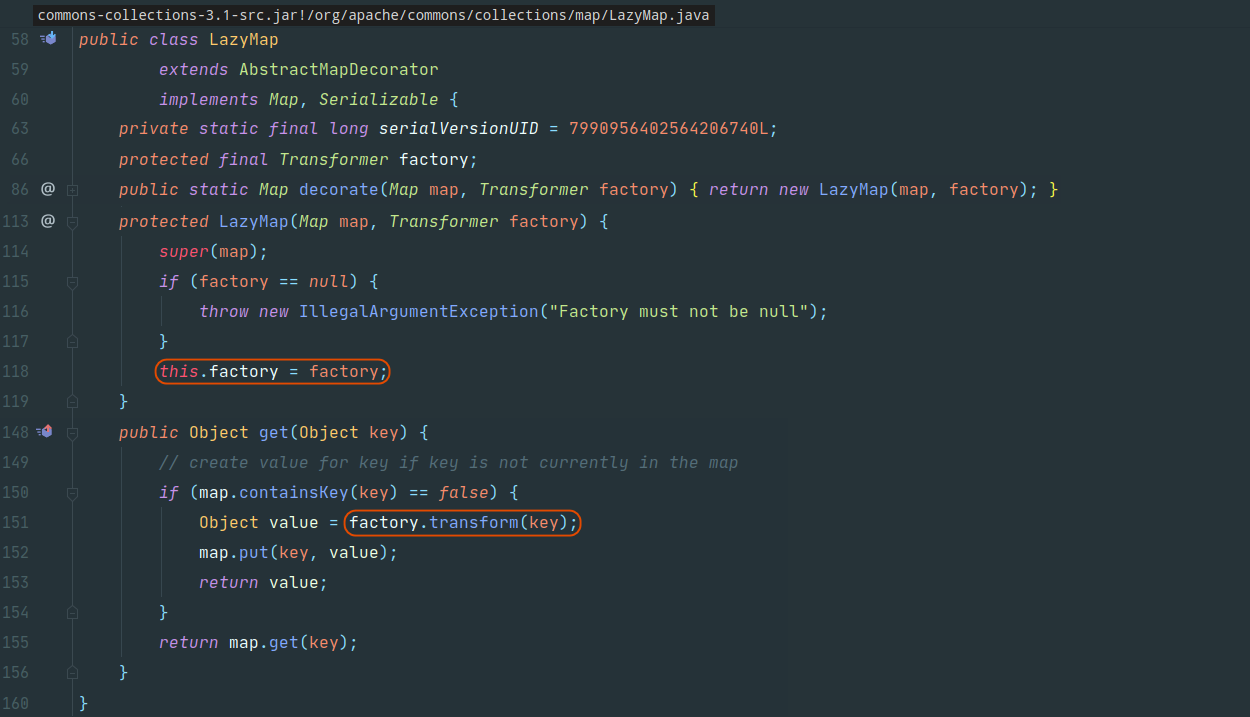 commons-collections-3.1-src.jar!/org/apache/commons/collections/map/LazyMap.java
58 public class LazyMap
59 extends AbstractMapDecorator
60 implements Map, Serializable {
63 private static final long serialVersionUID = 7990956402564206740L;
66 protected final Transformer factory;
86 @ public static Map decorate(Map map, Transformer factory) { return new LazyMap(map, factory); }
113 @ protected LazyMap(Map map, Transformer factory) {
114 super(map);
115 if (factory == null) {
116 throw new IllegalArgumentException("Factory must not be null");
117 }
118 this.factory = factory;
119 }
148 public Object get(Object key) {
149 // create value for key if key is not currently in the map
150 if (map.containsKey(key) == false) {
151 Object value = factory.transform(key);
152 map.put(key, value);
153 return value;
154 }
155 return map.get(key);
156 }
160 }